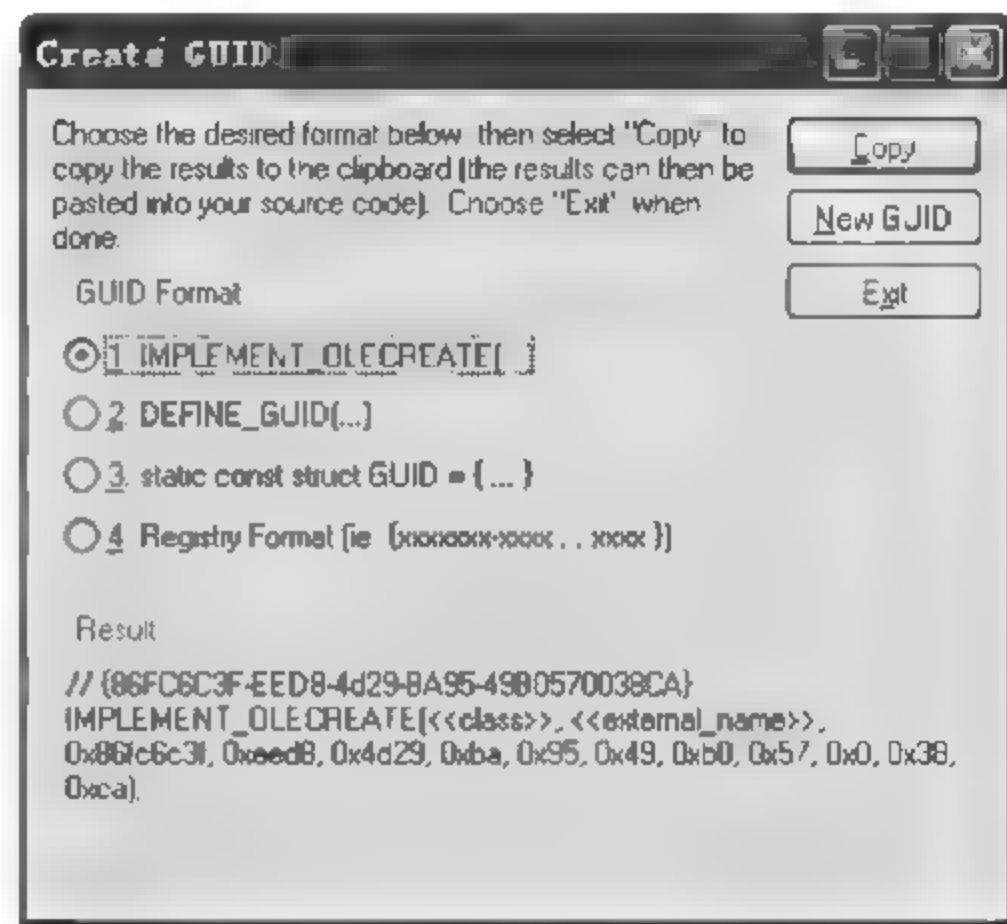 Create GUID
Choose the desired format below then select "Copy" to
copy the results to the clipboard (the results can then be
pasted into your source code). Choose "Exit" when
done.
Copy
New GUID
Exit
GUID Format
1 IMPLEMENT_OLECREATE(...)
2 DEFINE_GUID(...)
3. static const struct GUID = { ... }
4 Registry Format (ie {xxxxxxxx-xxxx . . xxxx })
Result
// {86FC6C3F-EED8-4d29-BA95-49B0570038CA}
IMPLEMENT_OLECREATE(<<class>>, <<external_name>>,
0x86fc6c3f, 0xeed8, 0x4d29, 0xba, 0x95, 0x49, 0xb0, 0x57, 0x0, 0x38,
0xca),